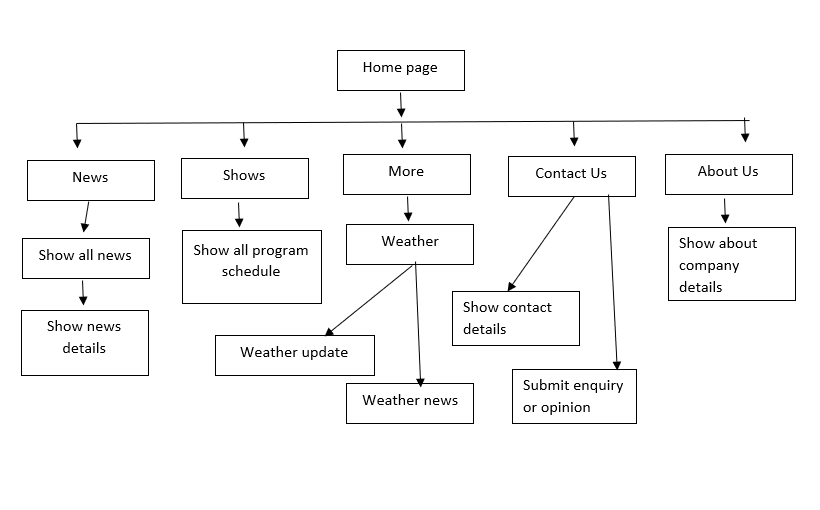 Home page
News
Shows
More
Contact Us
About Us
Show all news
Show all program
schedule
Weather
Show about
company
details
Show news
details
Show contact
details
Weather update
Weather news
Submit enquiry
or opinion